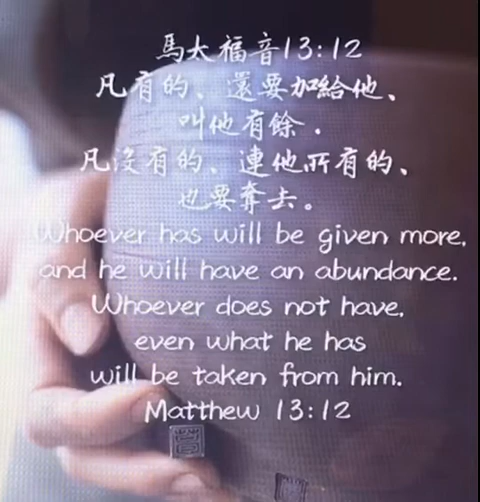 馬太福音13:12
凡有的、還要加給他、
叫他有餘．
凡沒有的、連他所有的、
也要奪去。
Whoever has will be given more,
and he will have an abundance.
Whoever does not have,
even what he has
will be taken from him.
Matthew 13:12